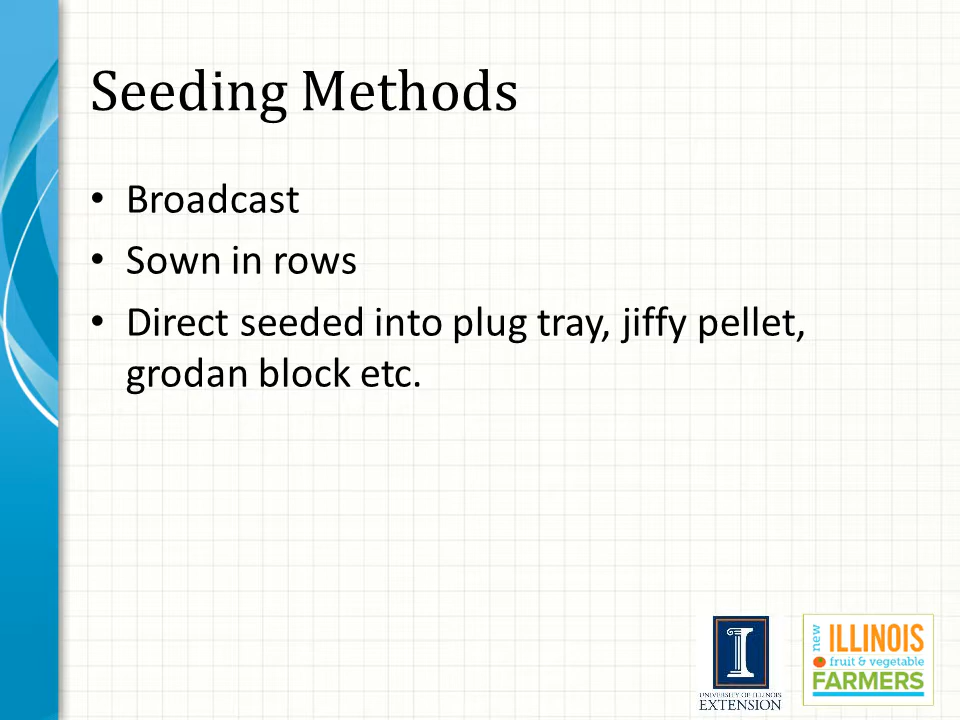 Seeding Methods
• Broadcast
• Sown in rows
• Direct seeded into plug tray, jiffy pellet,
grodan block etc.
I
UNIVERSITY OF ILLINOIS
EXTENSION
new
ILLINOIS
fruit & vegetable
FARMERS